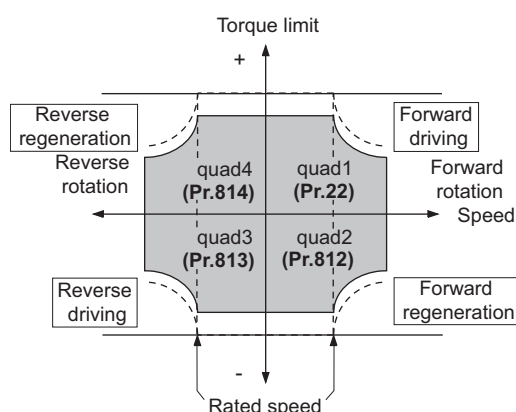 Torque limit
+
Reverse
regeneration
Forward
driving
Reverse
rotation
quad4
(Pr.814)
quad1
(Pr.22)
Forward
rotation
Speed
quad3
(Pr.813)
quad2
(Pr.812)
Reverse
driving
Forward
regeneration
-
Rated speed